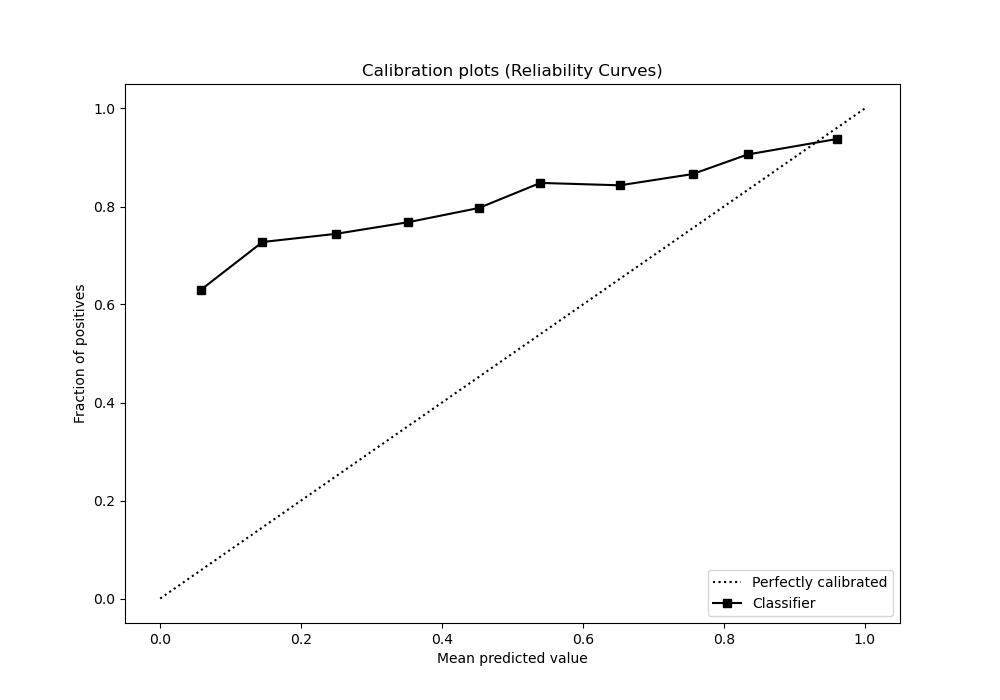 Calibration plots (Reliability Curves)
1.0
0.8
0.6
0.4
0.2
0.0
Fraction of positives
Perfectly calibrated
Classifier
0.0 0.2 0.4 0.6 0.8 1.0
Mean predicted value